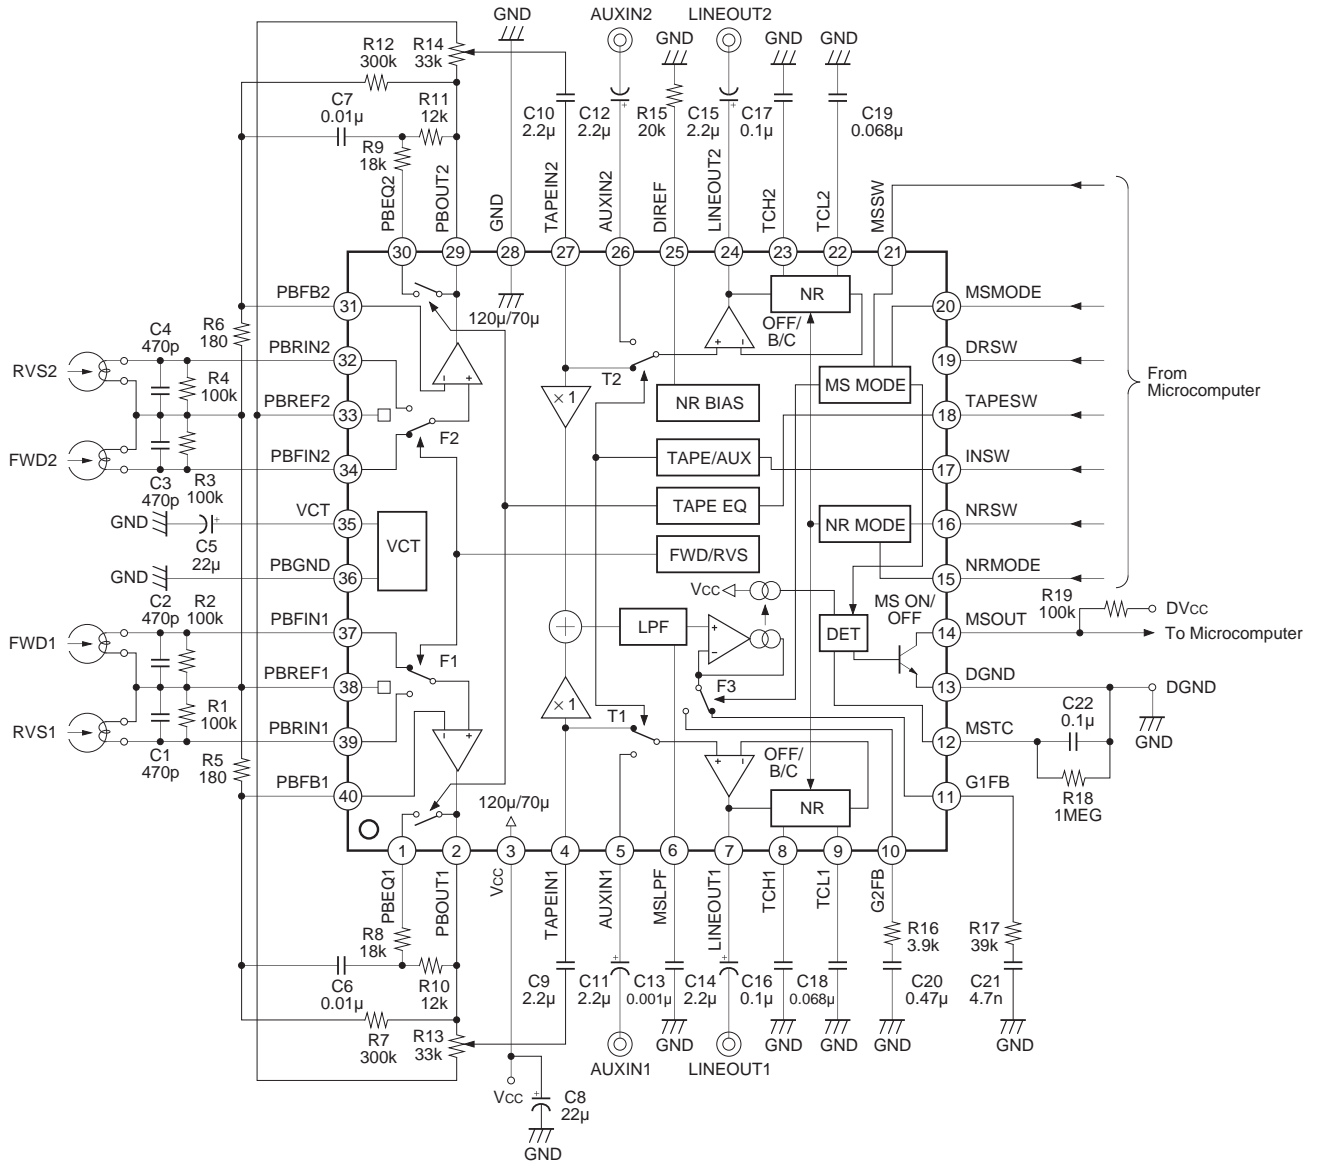 GND
AUXIN2
LINEOUT2
GND
GND
GND
R12
300k
R14
33k
C7
0.01μ
R11
12k
R9
18k
C10
2.2μ
C12
2.2μ
R15
20k
C15
2.2μ
C17
0.1μ
C19
0.068μ
PBEQ2
PBOUT2
GND
TAPEIN2
AUXIN2
DIREF
LINEOUT2
TCH2
TCL2
MSSW
30
29
28
27
26
25
24
23
22
21
PBFB2
31
120μ/70μ
NR
OFF/
B/C
20
MSMODE
R6
180
C4
470p
PBRIN2
32
RVS2
R4
100k
19
DRSW
T2
× 1
NR BIAS
MS MODE
From
Microcomputer
PBREF2
33
F2
18
TAPESW
FWD2
PBFIN2
34
C3
470p
R3
100k
TAPE/AUX
17
INSW
TAPE EQ
GND
C5
22μ
VCT
35
VCT
NR MODE
16
NRSW
FWD/RVS
GND
PBGND
36
15
NRMODE
C2
470p
R2
100k
VCC
MS ON/
OFF
R19
100k
DVCC
FWD1
PBFIN1
37
LPF
DET
14
MSOUT
To Microcomputer
F1
PBREF1
38
F3
13
DGND
DGND
GND
RVS1
R1
100k
C1
470p
PBRIN1
39
× 1
T1
C22
0.1μ
12
MSTC
R18
1MEG
R5
180
PBFB1
40
OFF/
B/C
NR
11
G1FB
120μ/70μ
1
2
3
4
5
6
7
8
9
10
PBEQ1
PBOUT1
VCC
TAPEIN1
AUXIN1
MSLPF
LINEOUT1
TCH1
TCL1
G2FB
R8
18k
R16
3.9k
R17
39k
C6
0.01μ
R10
12k
C9
2.2μ
C11
2.2μ
C13
0.001μ
C14
2.2μ
C16
0.1μ
C18
0.068μ
C20
0.47μ
C21
4.7n
R7
300k
R13
33k
GND
GND
GND
GND
GND
AUXIN1
LINEOUT1
VCC
C8
22μ
GND